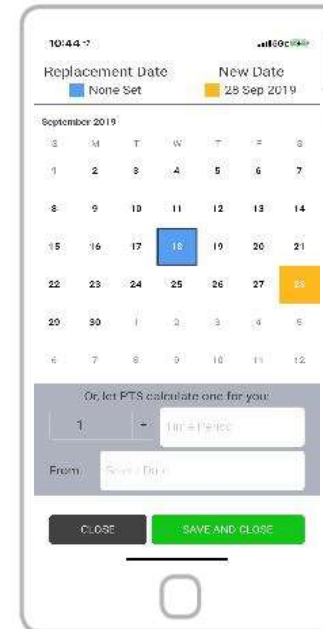 10:44
Replacement Date New Date
None Set 28 Sep 2019
September 2019
S M T W T F S
1 2 3 4 5 6 7
8 9 10 11 12 13 14
15 16 17 18 19 20 21
22 23 24 25 26 27 28
29 30 1 2 3 4 5
6 7 8 9 10 11 12
Or, let PTS calculate one for you:
1 Time Period
From Select Date
CLOSE SAVE AND CLOSE